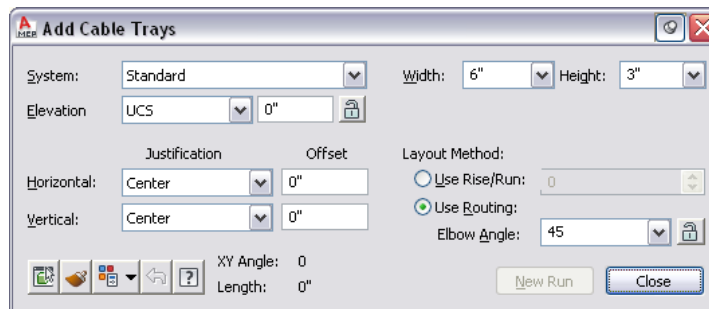 MEP Add Cable Trays
System: Standard Width: 6" Height: 3"
Elevation UCS 0"
Justification Offset Layout Method:
Horizontal: Center 0" Use Rise/Run: 0
Vertical: Center 0" Use Routing:
Elbow Angle: 45
? XY Angle: 0
Length: 0" New Run Close